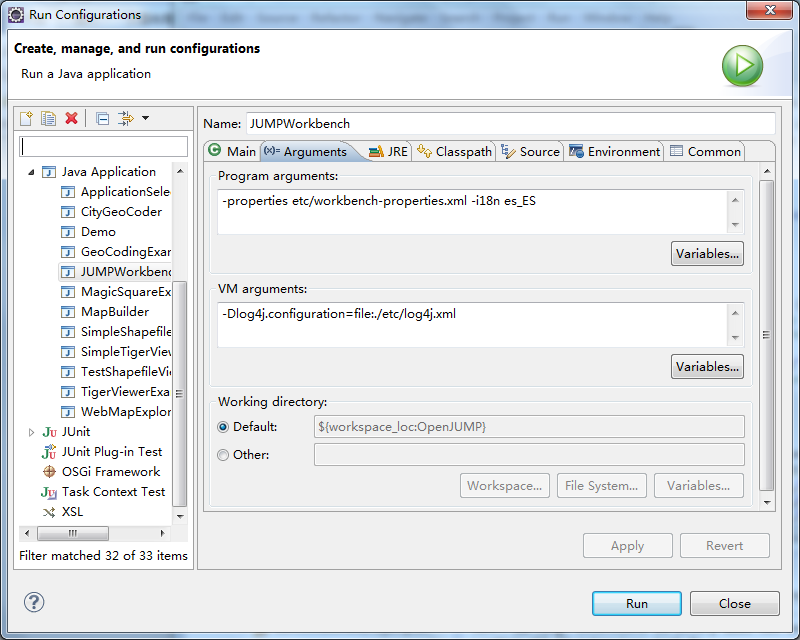 Run Configurations
Create, manage, and run configurations
Run a Java application
Name: JUMPWorkbench
Main
(x)= Arguments
JRE
Classpath
Source
Environment
Common
Java Application
ApplicationSele
CityGeoCoder
Demo
GeoCodingExar
JUMPWorkbenc
MagicSquareEx
MapBuilder
SimpleShapefile
SimpleTigerView
TestShapefileVi
TigerViewerExa
WebMapExplor
JUnit
JUnit Plug-in Test
OSGi Framework
Task Context Test
XSL
Filter matched 32 of 33 items
Program arguments:
-properties etc/workbench-properties.xml -i18n es_ES
Variables...
VM arguments:
-Dlog4j.configuration=file:./etc/log4j.xml
Variables...
Working directory:
Default: ${workspace_loc:OpenJUMP}
Other:
Workspace... File System... Variables...
Apply Revert
Run Close